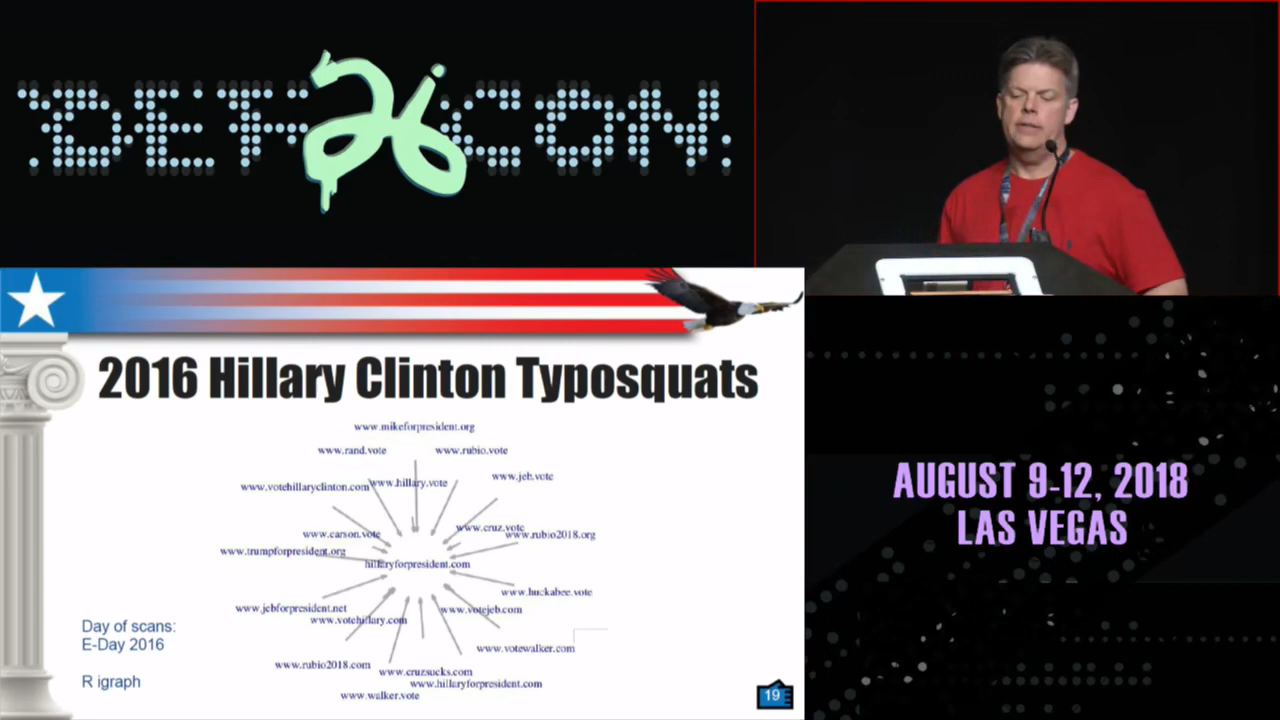 DEFCON 26
2016 Hillary Clinton Typosquats
www.mikeforpresident.org
www.rand.vote
www.rubio.vote
www.jeb.vote
www.votehillaryclinton.com
www.hillary.vote
www.cruz.vote
www.carson.vote
www.rubio2018.org
www.trumpforpresident.org
hillaryforpresident.com
www.huckabee.vote
www.jebforpresident.net
www.votejeb.com
www.votehillary.com
Day of scans:
E-Day 2016
www.votewalker.com
www.rubio2018.com
www.cruzsucks.com
R igraph
www.hillaryforpresident.com
www.walker.vote
19
AUGUST 9-12, 2018
LAS VEGAS